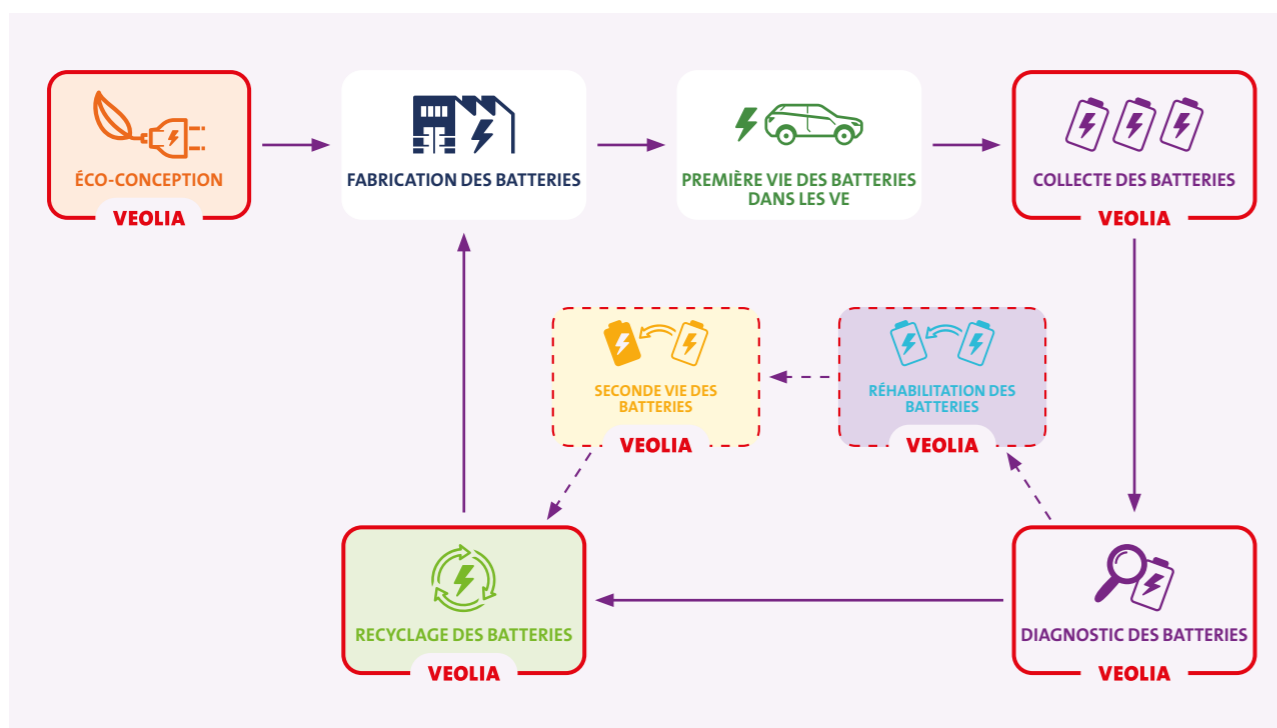 ÉCO-CONCEPTION
VEOLIA
FABRICATION DES BATTERIES
PREMIÈRE VIE DES BATTERIES
DANS LES VE
COLLECTE DES BATTERIES
VEOLIA
SECONDE VIE DES
BATTERIES
VEOLIA
RÉHABILITATION DES
BATTERIES
VEOLIA
RECYCLAGE DES BATTERIES
VEOLIA
DIAGNOSTIC DES BATTERIES
VEOLIA